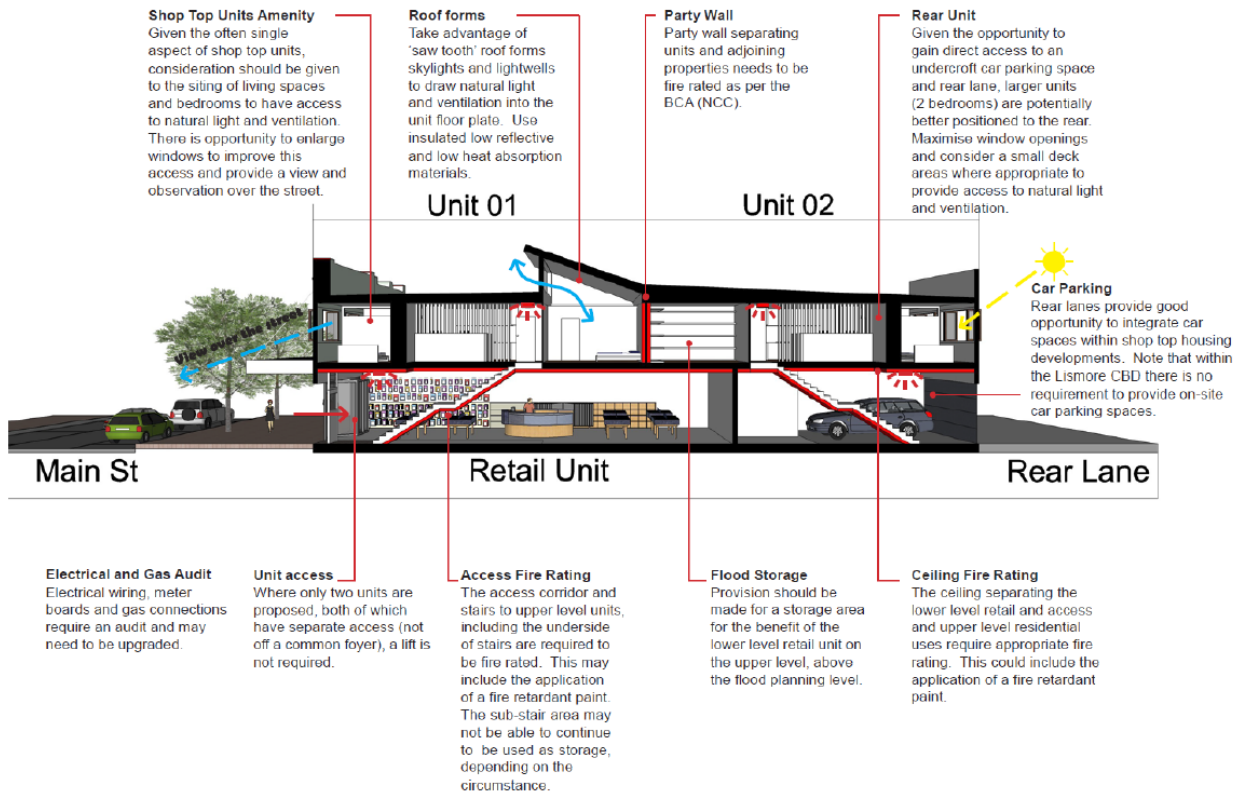 Shop Top Units Amenity
Given the often single
aspect of shop top units,
consideration should be given
to the siting of living spaces
and bedrooms to have access
to natural light and ventilation.
There is opportunity to enlarge
windows to improve this
access and provide a view and
observation over the street.
Roof forms
Take advantage of
‘saw tooth’ roof forms
skylights and lightwells
to draw natural light
and ventilation into the
unit floor plate.  Use
insulated low reflective
and low heat absorption
materials.
Party Wall
Party wall separating
units and adjoining
properties needs to be
fire rated as per the
BCA (NCC).
Rear Unit
Given the opportunity to
gain direct access to an
undercroft car parking space
and rear lane, larger units
(2 bedrooms) are potentially
better positioned to the rear.
Maximise window openings
and consider a small deck
areas where appropriate to
provide access to natural light
and ventilation.
Unit 01
Unit 02
Car Parking
Rear lanes provide good
opportunity to integrate car
spaces within shop top housing
developments.  Note that within
the Lismore CBD there is no
requirement to provide on-site
car parking spaces.
View over the street
Main St
Retail Unit
Rear Lane
Electrical and Gas Audit
Electrical wiring, meter
boards and gas connections
require an audit and may
need to be upgraded.
Unit access
Where only two units are
proposed, both of which
have separate access (not
off a common foyer), a lift is
not required.
Access Fire Rating
The access corridor and
stairs to upper level units,
including the underside
of stairs are required to
be fire rated.  This may
include the application
of a fire retardant paint.
The sub-stair area may
not be able to continue
to  be used as storage,
depending on the
circumstance.
Flood Storage
Provision should be
made for a storage area
for the benefit of the
lower level retail unit on
the upper level, above
the flood planning level.
Ceiling Fire Rating
The ceiling separating the
lower level retail and access
and upper level residential
uses require appropriate fire
rating.  This could include the
application of a fire retardant
paint.